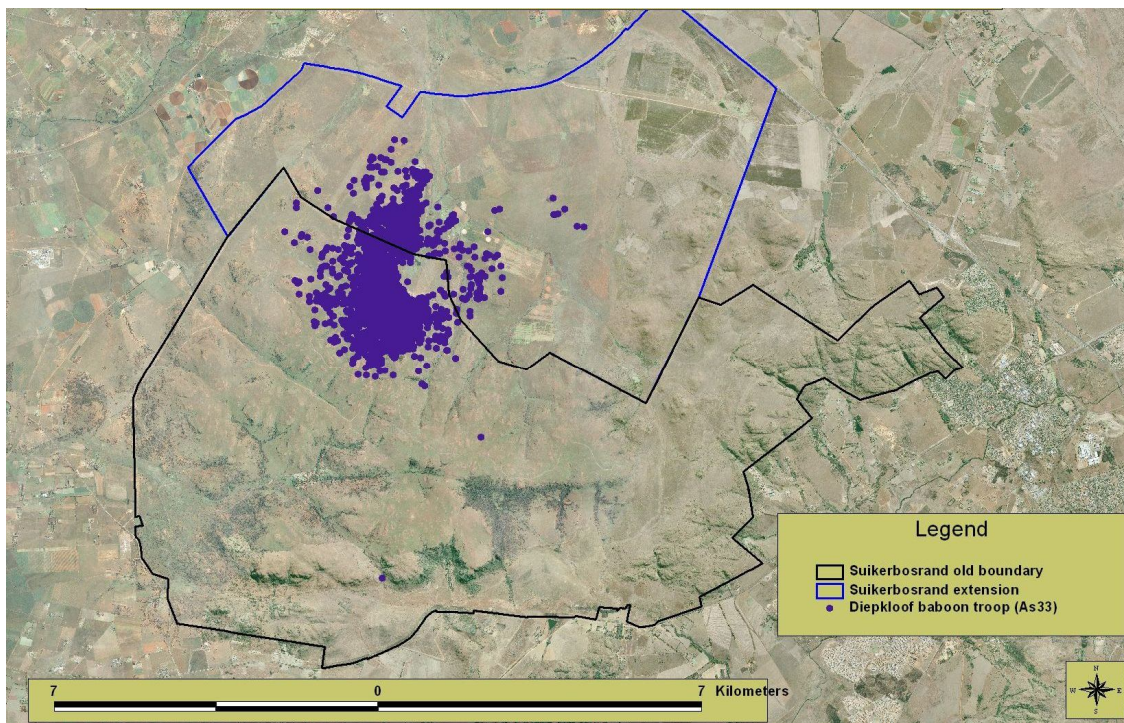 Legend
Suikerbosrand old boundary
Suikerbosrand extension
Diepkloof baboon troop (As33)
7 0 7 Kilometers
N
W E
S